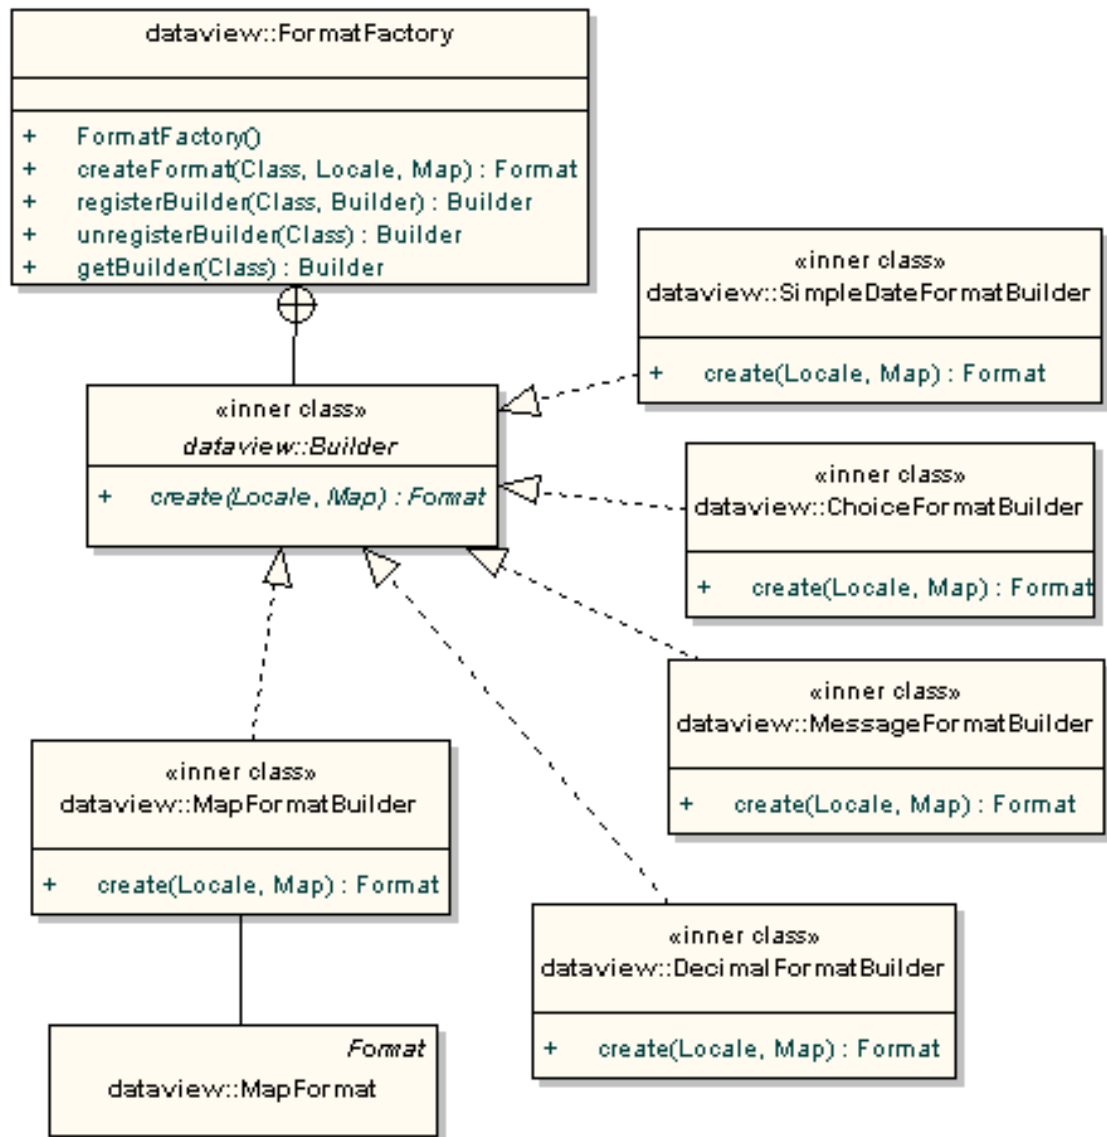 dataview::FormatFactory
+ FormatFactory()
+ createFormat(Class, Locale, Map) : Format
+ registerBuilder(Class, Builder) : Builder
+ unregisterBuilder(Class) : Builder
+ getBuilder(Class) : Builder
«inner class»
dataview::SimpleDateFormatBuilder
+ create(Locale, Map) : Format
«inner class»
dataview::Builder
+ create(Locale, Map) : Format
«inner class»
dataview::ChoiceFormatBuilder
+ create(Locale, Map) : Format
«inner class»
dataview::MessageFormatBuilder
+ create(Locale, Map) : Format
«inner class»
dataview::MapFormatBuilder
+ create(Locale, Map) : Format
«inner class»
dataview::DecimalFormatBuilder
+ create(Locale, Map) : Format
Format
dataview::MapFormat